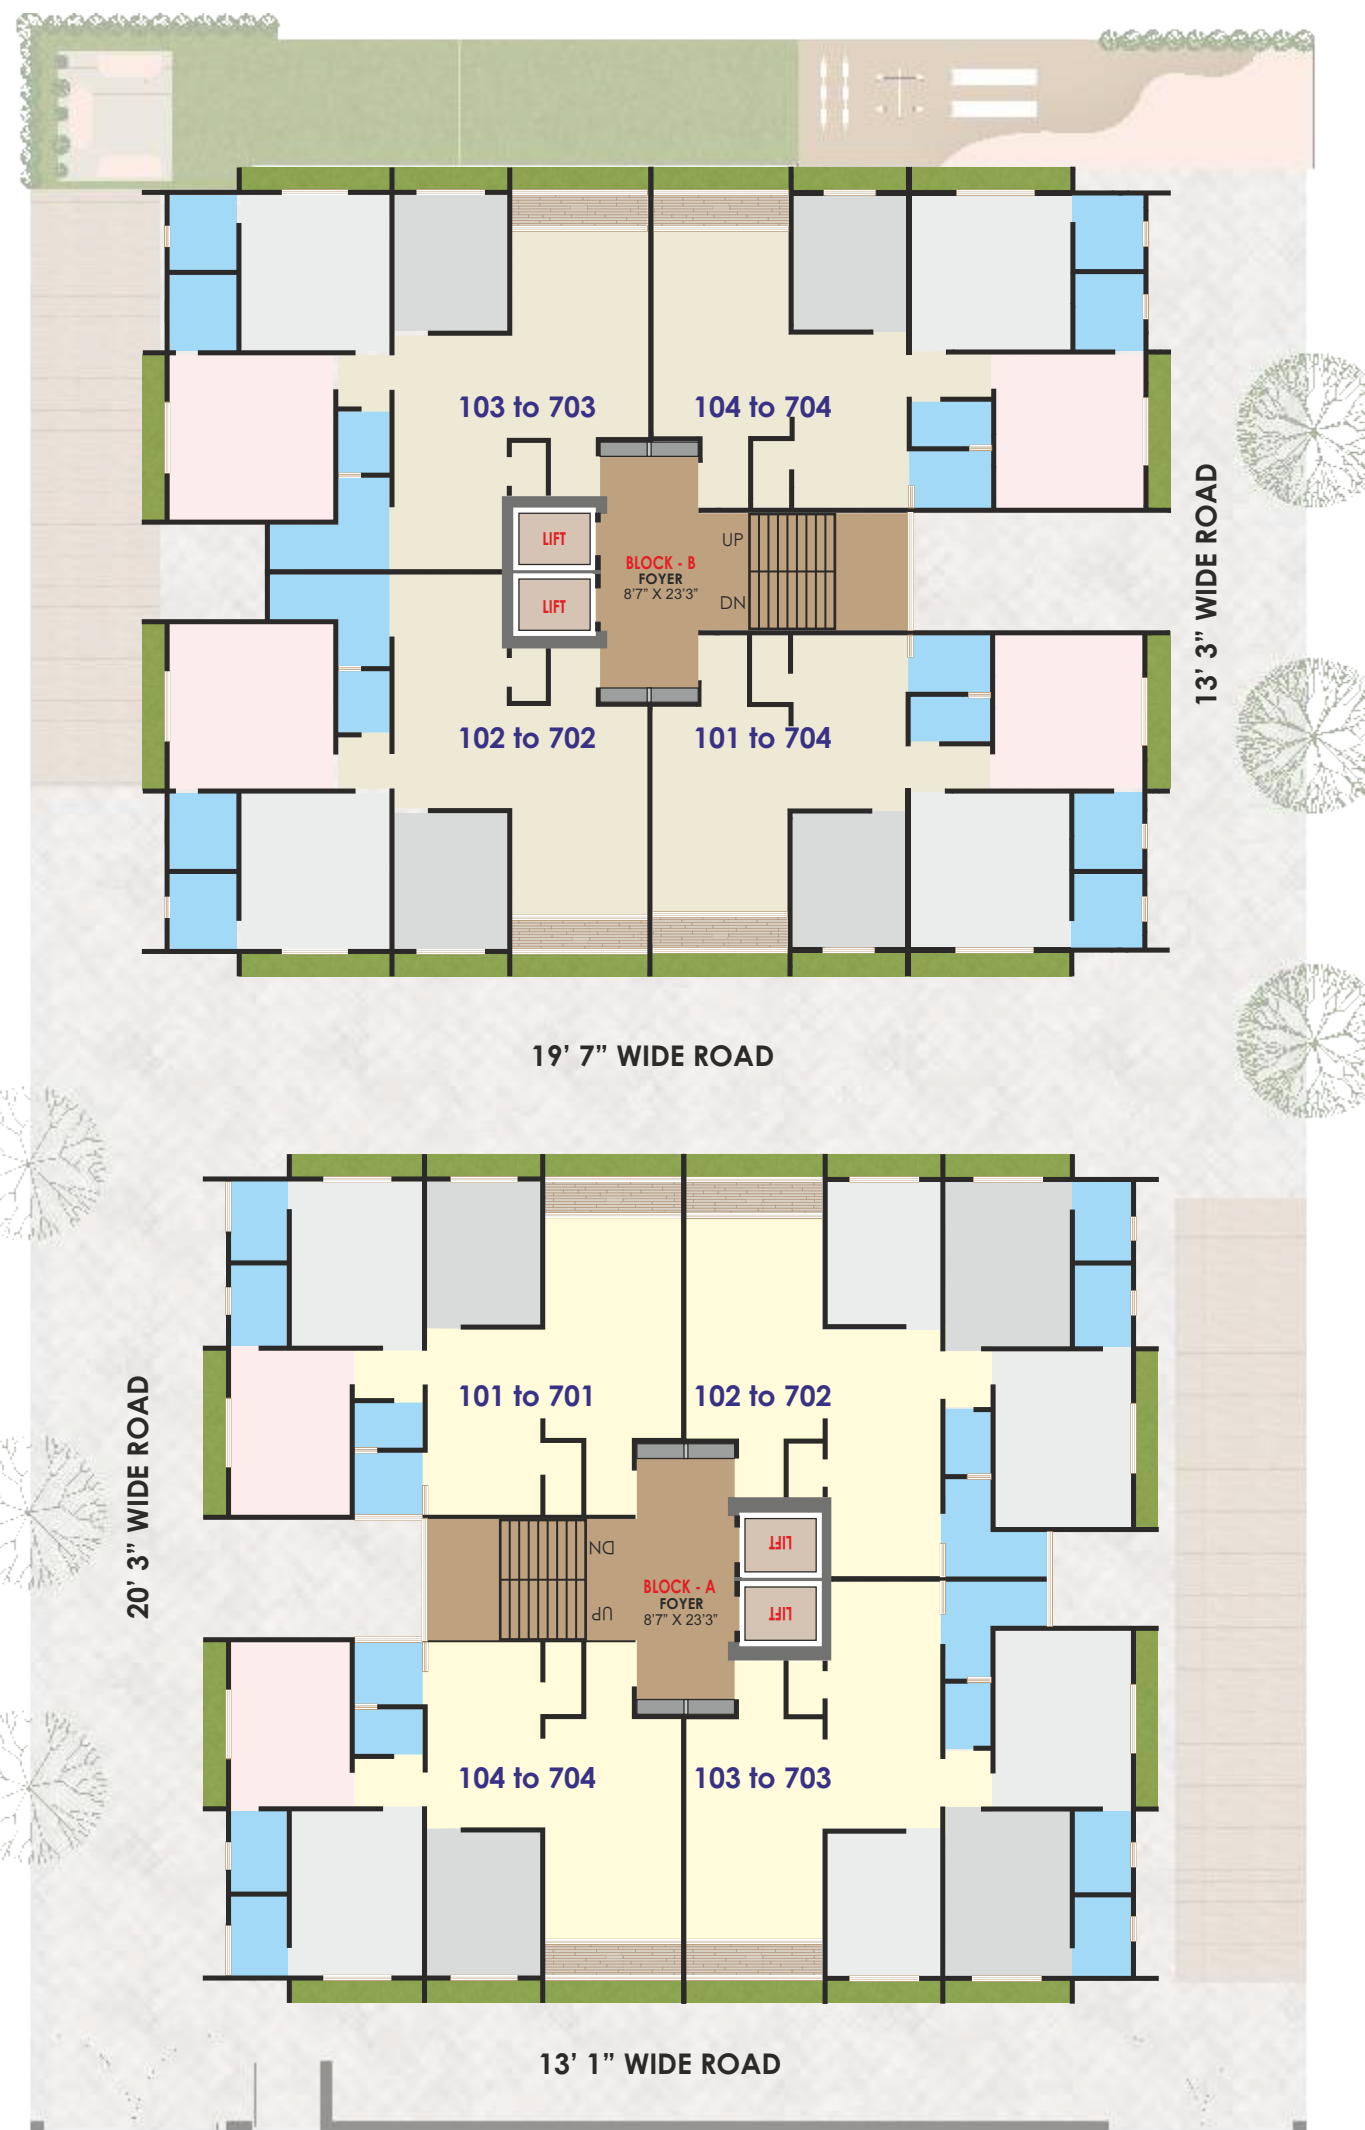 103 to 703
104 to 704
LIFT
LIFT
BLOCK - B
FOYER
8'7" X 23'3"
UP
DN
13’ 3” WIDE ROAD
102 to 702
101 to 704
19’ 7” WIDE ROAD
20’ 3” WIDE ROAD
101 to 701
102 to 702
DN
UP
BLOCK - A
FOYER
8'7" X 23'3"
LIFT
LIFT
104 to 704
103 to 703
13’ 1” WIDE ROAD